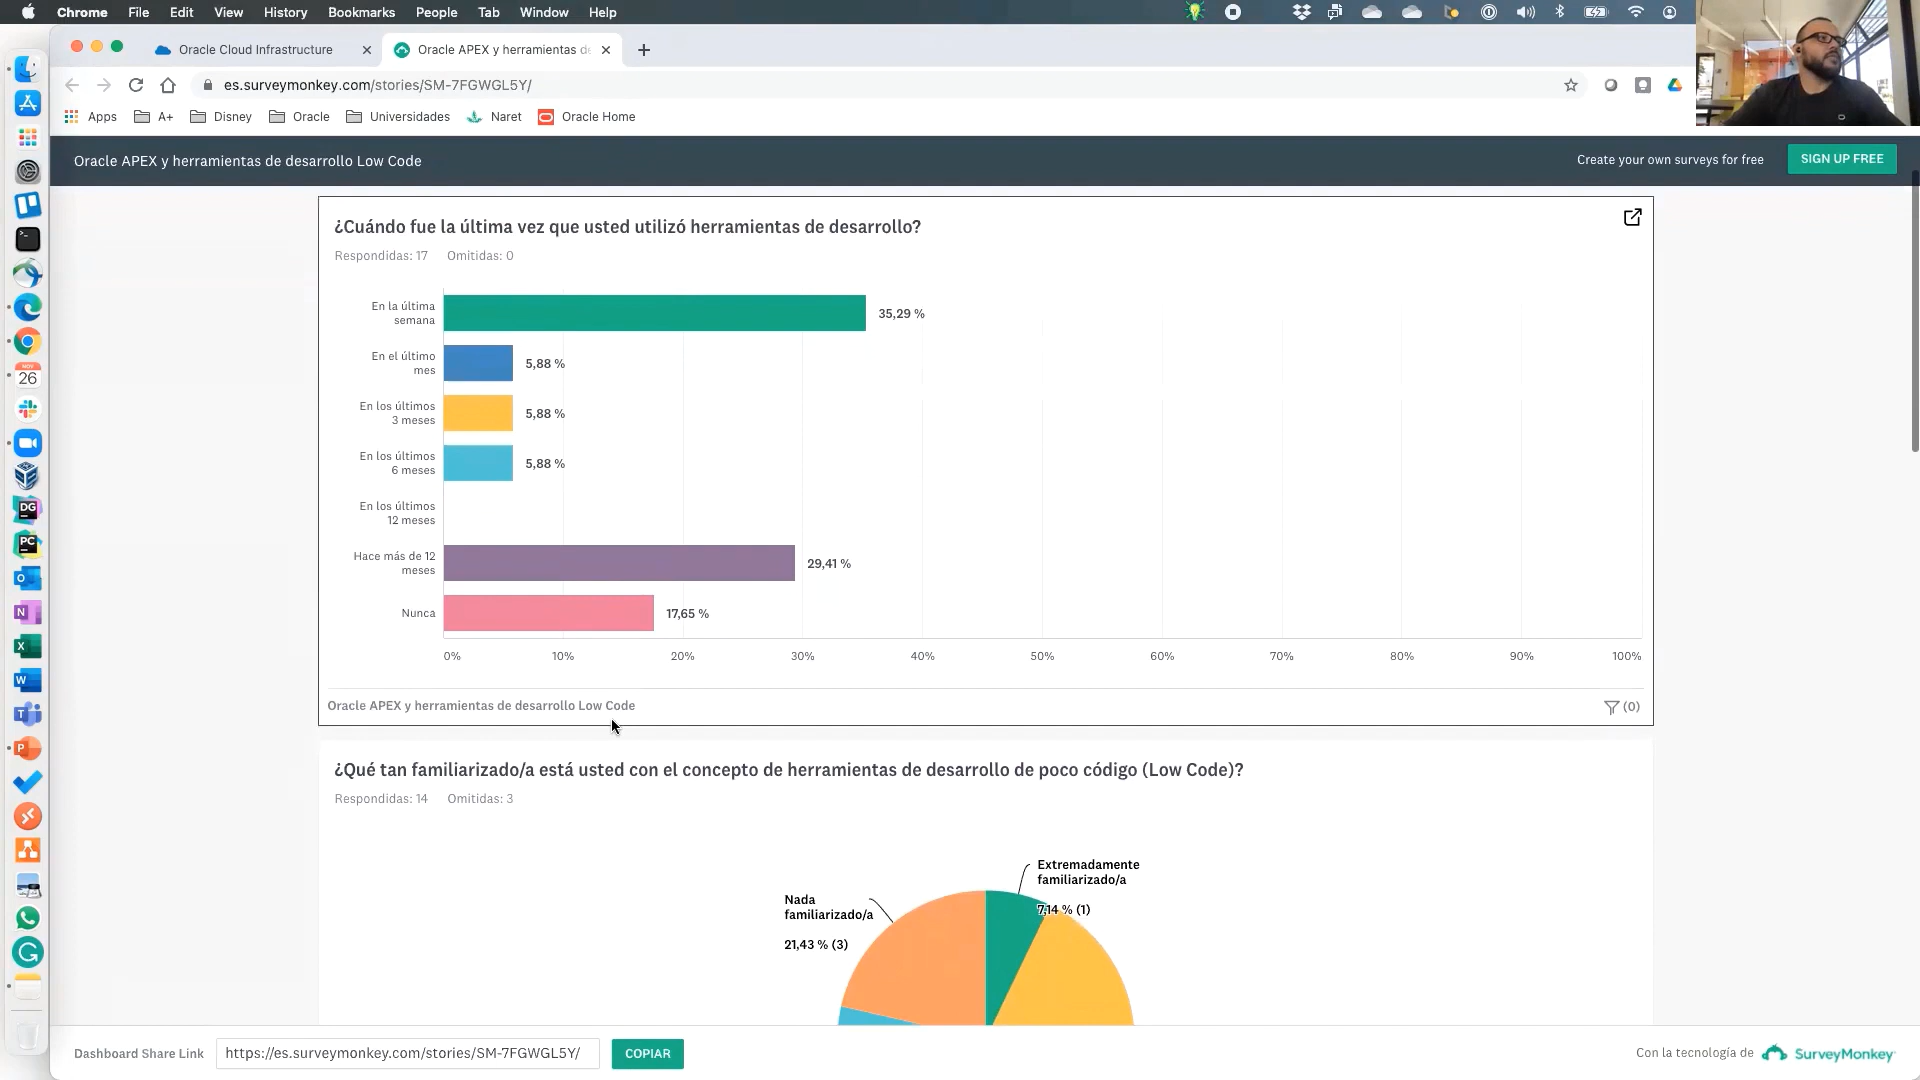 Chrome File Edit View History Bookmarks People Tab Window Help
Oracle Cloud Infrastructure
Oracle APEX y herramientas de
es.surveymonkey.com/stories/SM-7FGWGL5Y/
Apps A+ Disney Oracle Universidades Naret Oracle Home
Oracle APEX y herramientas de desarrollo Low Code
Create your own surveys for free
SIGN UP FREE
¿Cuándo fue la última vez que usted utilizó herramientas de desarrollo?
Respondidas: 17 Omitidas: 0
En la última
semana
35,29 %
En el último
mes
5,88 %
En los últimos
3 meses
5,88 %
En los últimos
6 meses
5,88 %
En los últimos
12 meses
Hace más de 12
meses
29,41 %
Nunca
17,65 %
0% 10% 20% 30% 40% 50% 60% 70% 80% 90% 100%
Oracle APEX y herramientas de desarrollo Low Code
(0)
¿Qué tan familiarizado/a está usted con el concepto de herramientas de desarrollo de poco código (Low Code)?
Respondidas: 14 Omitidas: 3
Extremadamente
familiarizado/a
7,14 % (1)
Nada
familiarizado/a
21,43 % (3)
Dashboard Share Link
https://es.surveymonkey.com/stories/SM-7FGWGL5Y/
COPIAR
Con la tecnología de
SurveyMonkey
NOV
26
DG
PC
O
N
X
W
T
P